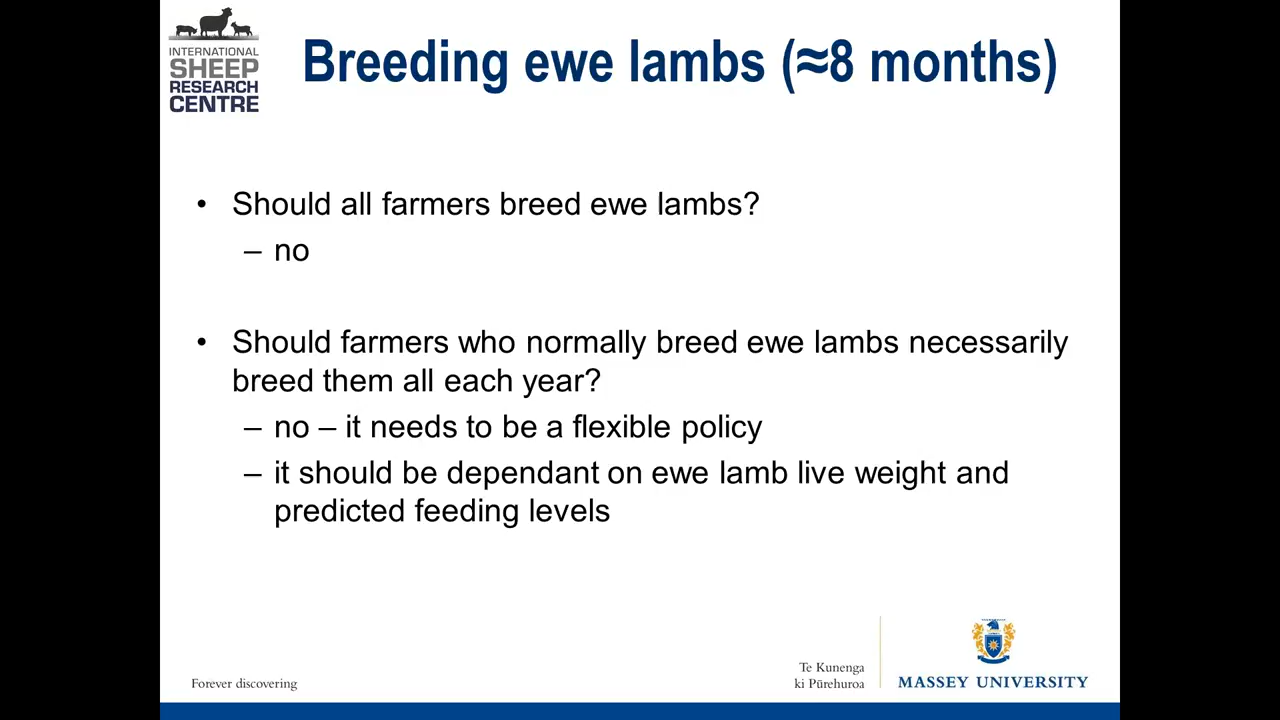 INTERNATIONAL
SHEEP
RESEARCH
CENTRE
Breeding ewe lambs (≈8 months)
• Should all farmers breed ewe lambs?
– no
• Should farmers who normally breed ewe lambs necessarily
breed them all each year?
– no – it needs to be a flexible policy
– it should be dependant on ewe lamb live weight and
predicted feeding levels
Forever discovering
Te Kunenga
ki Pūrehuroa
MASSEY UNIVERSITY